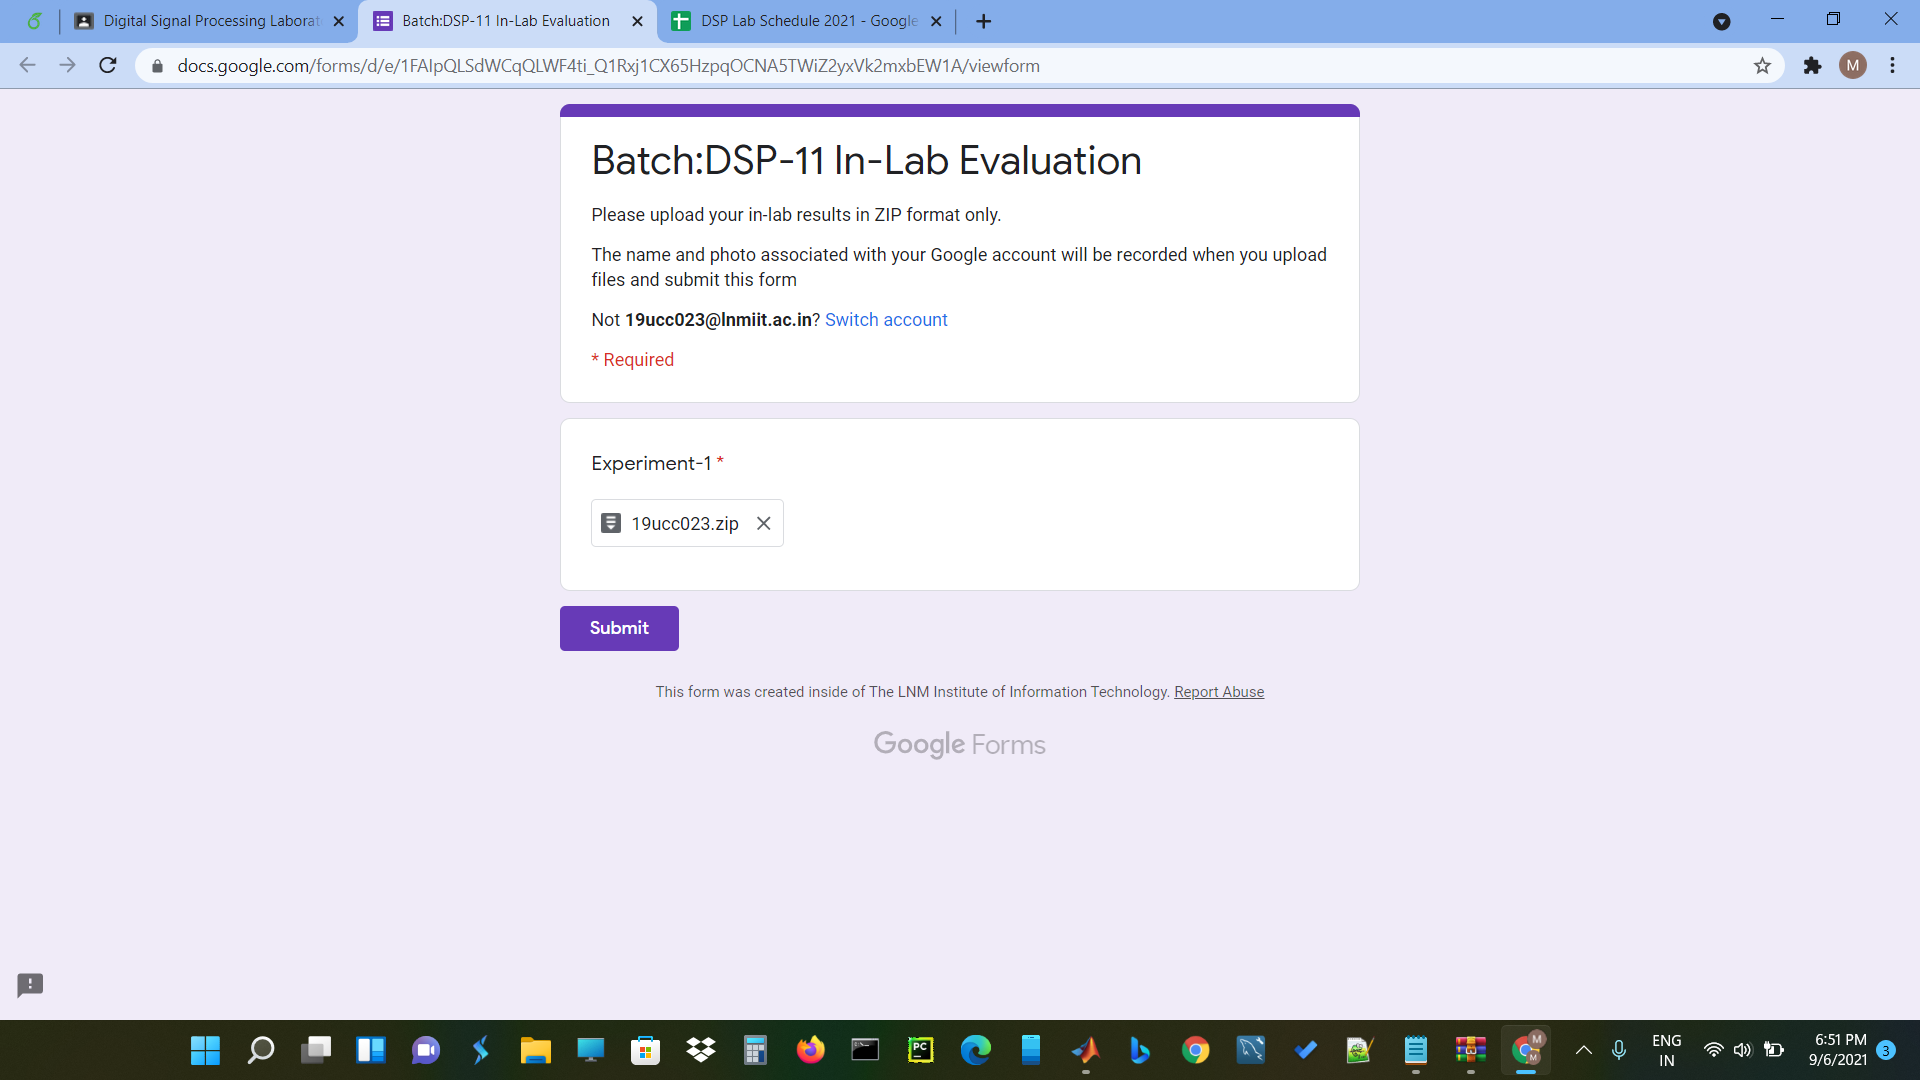 Digital Signal Processing Laborat
Batch:DSP-11 In-Lab Evaluation
DSP Lab Schedule 2021 - Google
docs.google.com/forms/d/e/1FAIpQLSdWCqQLWF4ti_Q1Rxj1CX65HzpqOCNA5TWiZ2yxVk2mxbEW1A/viewform
M
Batch:DSP-11 In-Lab Evaluation
Please upload your in-lab results in ZIP format only.
The name and photo associated with your Google account will be recorded when you upload
files and submit this form
Not 19ucc023@lnmiit.ac.in? Switch account
* Required
Experiment-1 *
19ucc023.zip
Submit
This form was created inside of The LNM Institute of Information Technology. Report Abuse
Google Forms
PC
M
M
ENG
IN
6:51 PM
9/6/2021
3